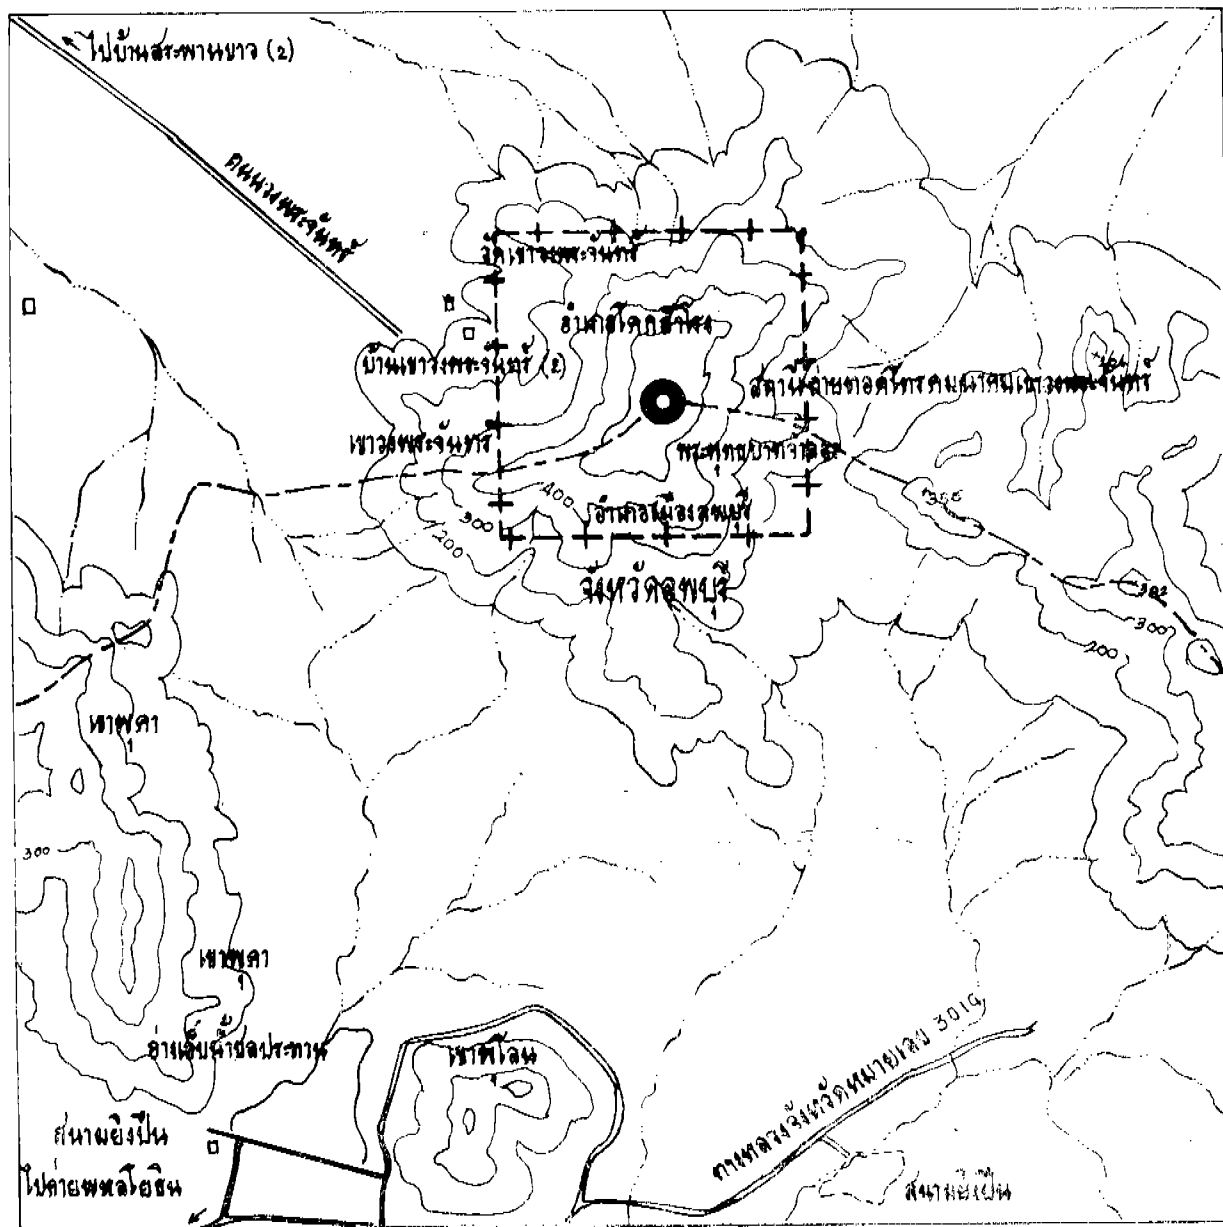 ไปบ้านสระพานขาว (2)
ถนนวงพระจันทร์
วัดเขาวงพระจันทร์
อำเภอโคกสำโรง
บ้านเขาวงพระจันทร์ (2)
464
สถานีถ่ายทอดโทรคมนาคมเขาวงพระจันทร์
เขาวงพระจันทร์
พระพุทธบาทจำลอง
400
356
300
อำเภอเมืองลพบุรี
200
จังหวัดลพบุรี
382
300
200
เขาพุคา
300
เขาพุคา
อ่างเก็บน้ำชลประทาน
เขาพุโลน
ทางหลวงจังหวัดหมายเลข 3019
สนามยิงปืน
ไปค่ายพหลโยธิน
สนามยิงปืน